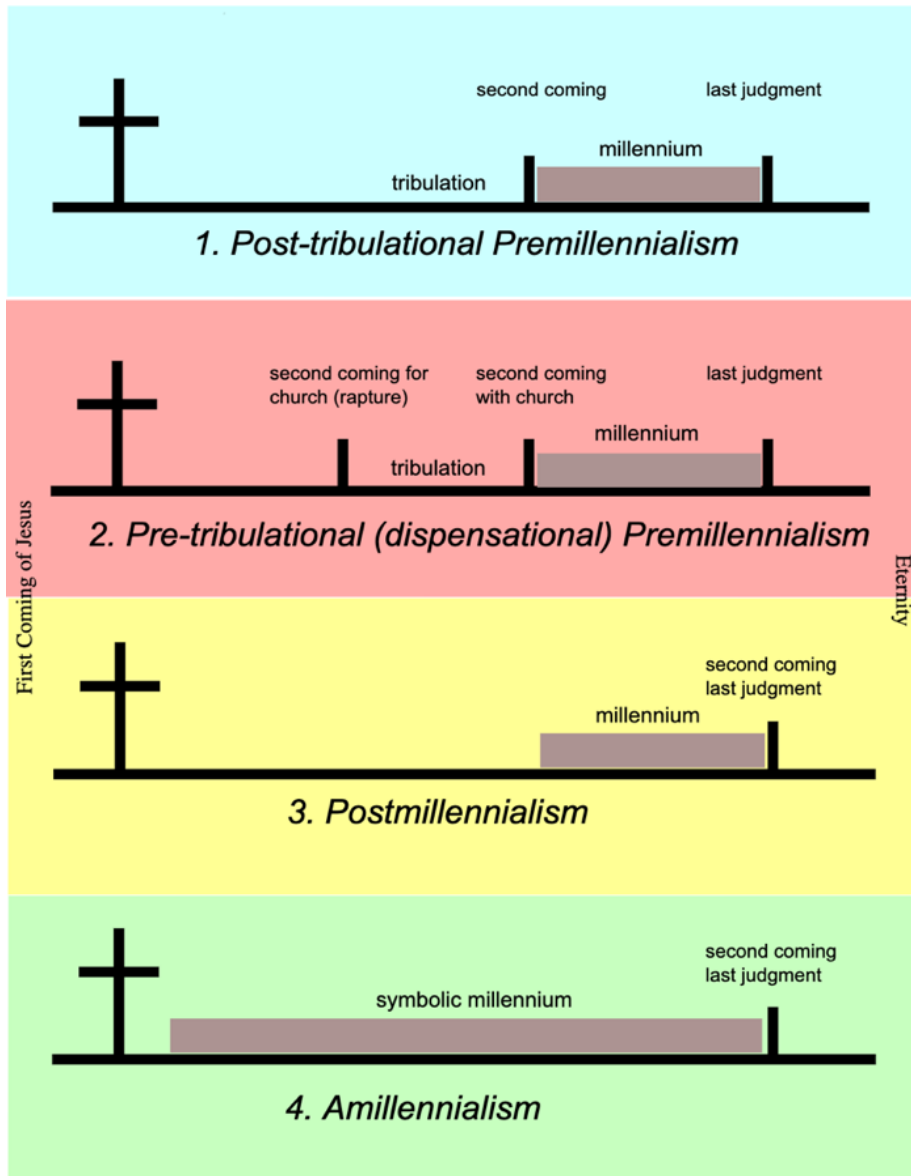 second coming
last judgment
millennium
tribulation
1. Post-tribulational Premillennialism
second coming for
church (rapture)
second coming
with church
last judgment
millennium
tribulation
2. Pre-tribulational (dispensational) Premillennialism
First Coming of Jesus
Eternity
second coming
last judgment
millennium
3. Postmillennialism
second coming
last judgment
symbolic millennium
4. Amillennialism